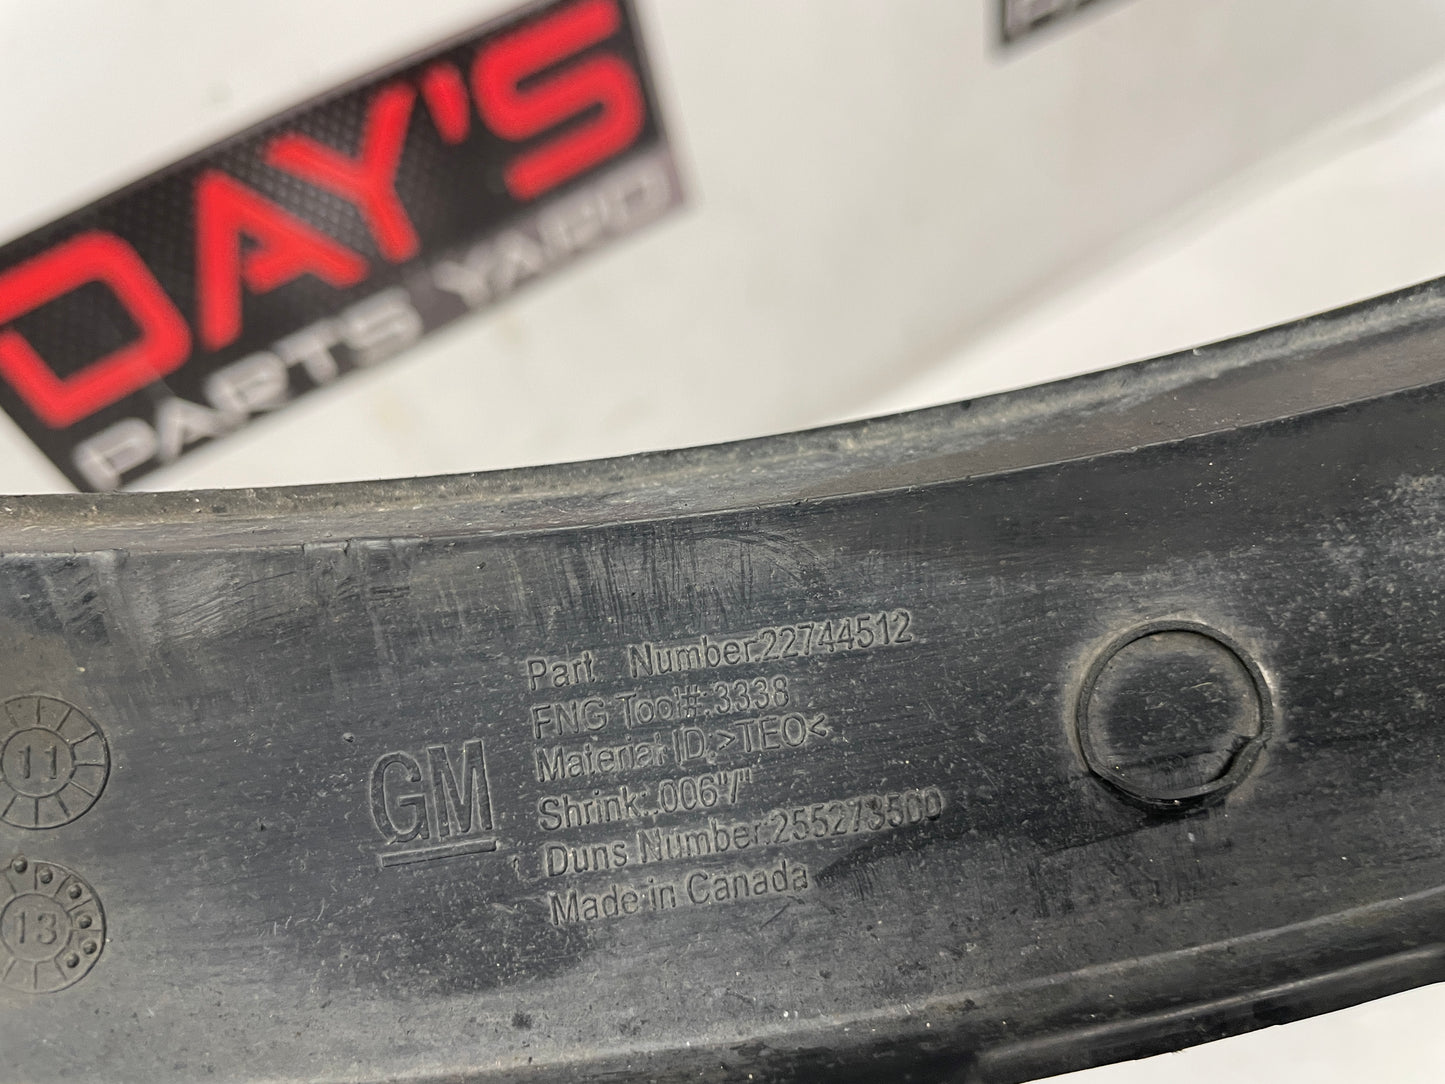 DAY'S
PARTS YARD
Part Number:22744512
FNG Tool#:3338
Material ID:>TEO<
Shrink:.006"/"
Duns Number:255273500
Made in Canada
GM
11
13